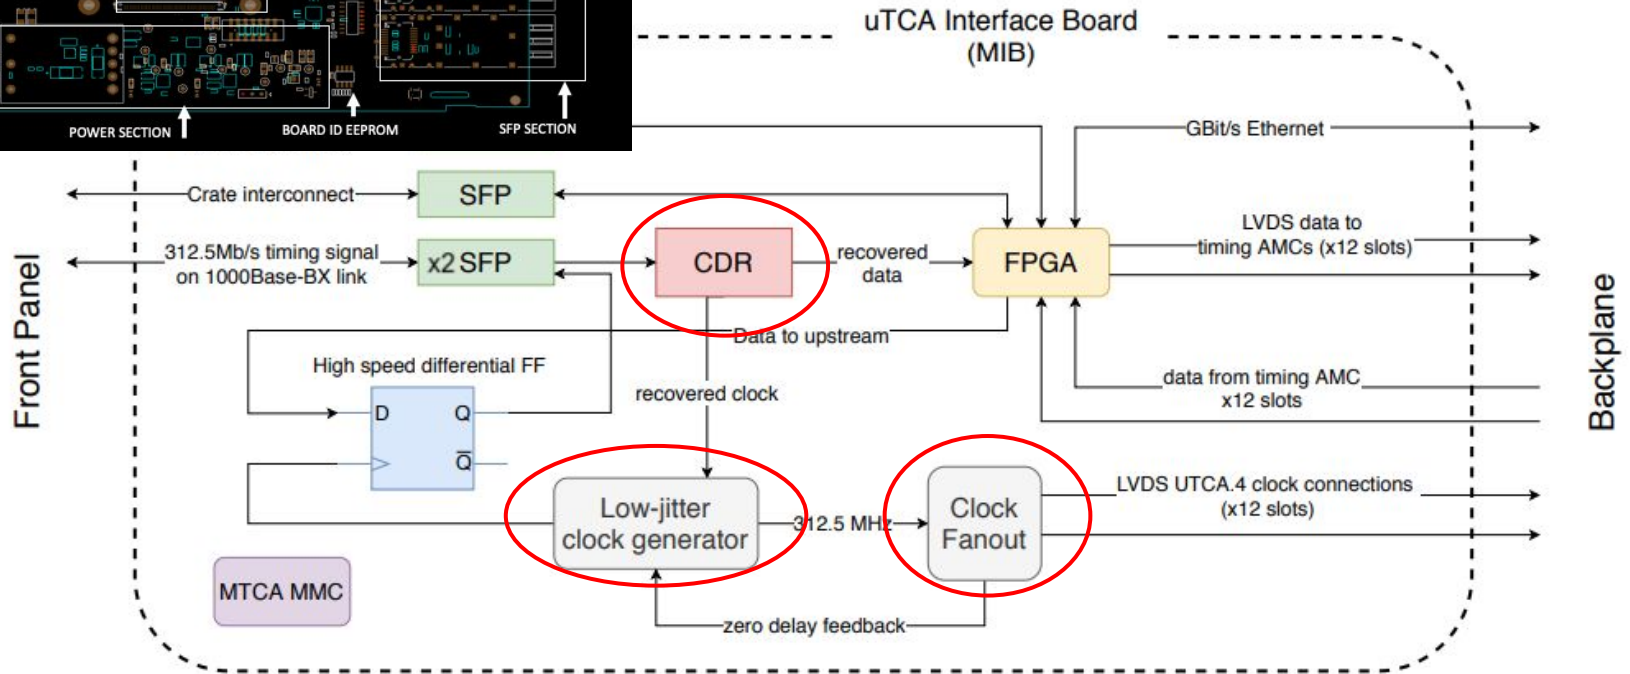 uTCA Interface Board
(MIB)
POWER SECTION
BOARD ID EEPROM
SFP SECTION
GBit/s Ethernet
Crate interconnect
SFP
LVDS data to
timing AMCs (x12 slots)
312.5Mb/s timing signal
on 1000Base-BX link
x2 SFP
CDR
recovered
data
FPGA
Front Panel
Backplane
Data to upstream
High speed differential FF
recovered clock
data from timing AMC
x12 slots
D
Q
Q̅
Low-jitter
clock generator
312.5 MHz
Clock
Fanout
LVDS UTCA.4 clock connections
(x12 slots)
MTCA MMC
zero delay feedback